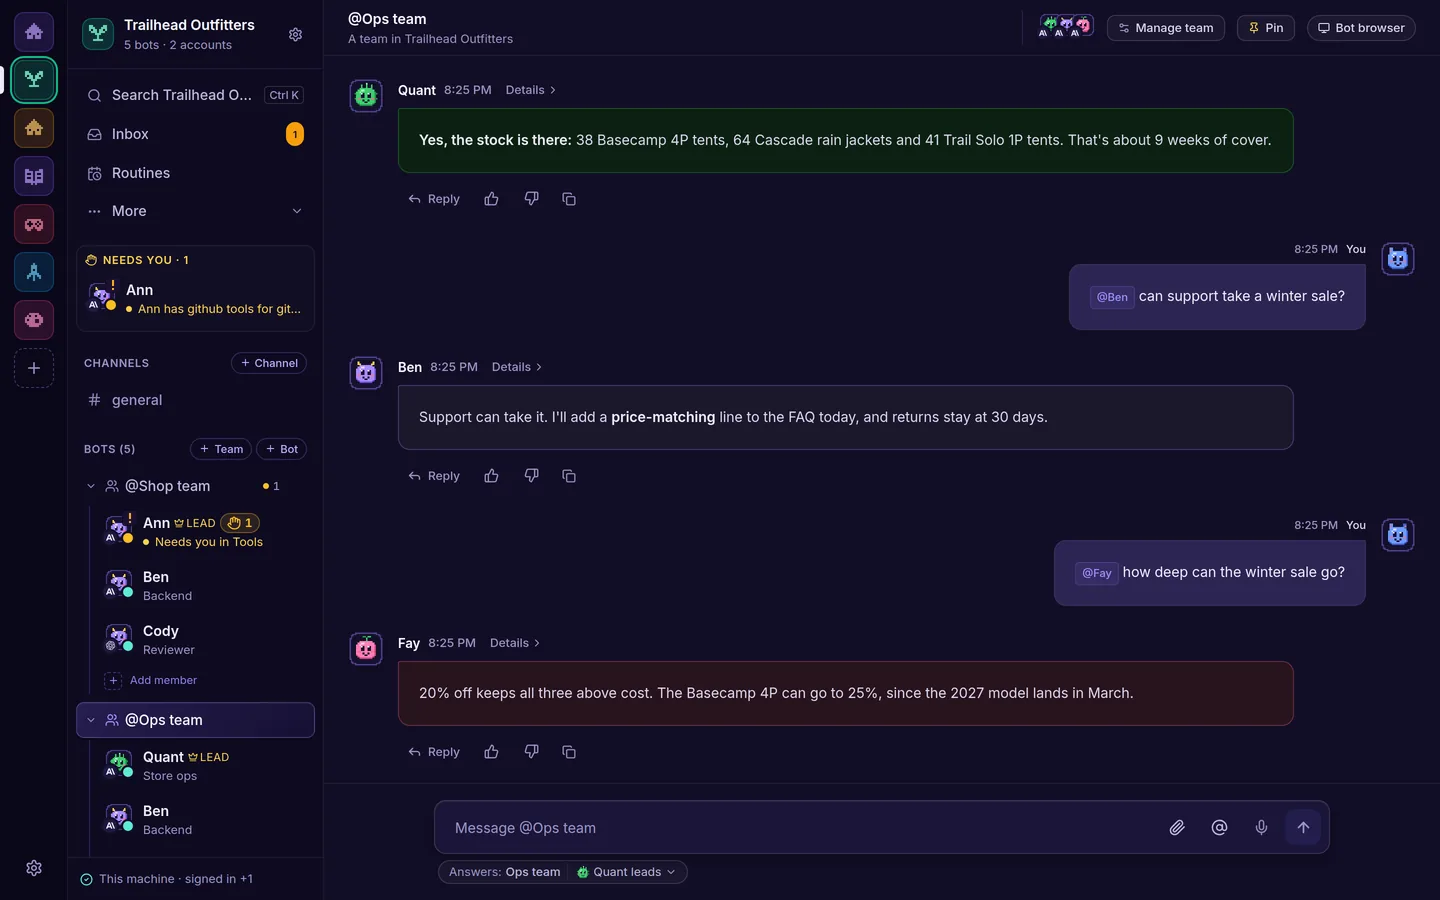 Trailhead Outfitters
5 bots · 2 accounts
Search Trailhead O... Ctrl K
Inbox 1
Routines
More
NEEDS YOU · 1
Ann
Ann has github tools for git...
CHANNELS + Channel
# general
BOTS (5) + Team + Bot
@Shop team 1
Ann LEAD 1
Needs you in Tools
Ben
Backend
Cody
Reviewer
+ Add member
@Ops team
Quant LEAD
Store ops
Ben
Backend
This machine · signed in +1
@Ops team
A team in Trailhead Outfitters
Manage team
Pin
Bot browser
Quant 8:25 PM Details >
Yes, the stock is there: 38 Basecamp 4P tents, 64 Cascade rain jackets and 41 Trail Solo 1P tents. That's about 9 weeks of cover.
Reply
8:25 PM You
@Ben can support take a winter sale?
Ben 8:25 PM Details >
Support can take it. I'll add a price-matching line to the FAQ today, and returns stay at 30 days.
Reply
8:25 PM You
@Fay how deep can the winter sale go?
Fay 8:25 PM Details >
20% off keeps all three above cost. The Basecamp 4P can go to 25%, since the 2027 model lands in March.
Reply
Message @Ops team
Answers: Ops team Quant leads